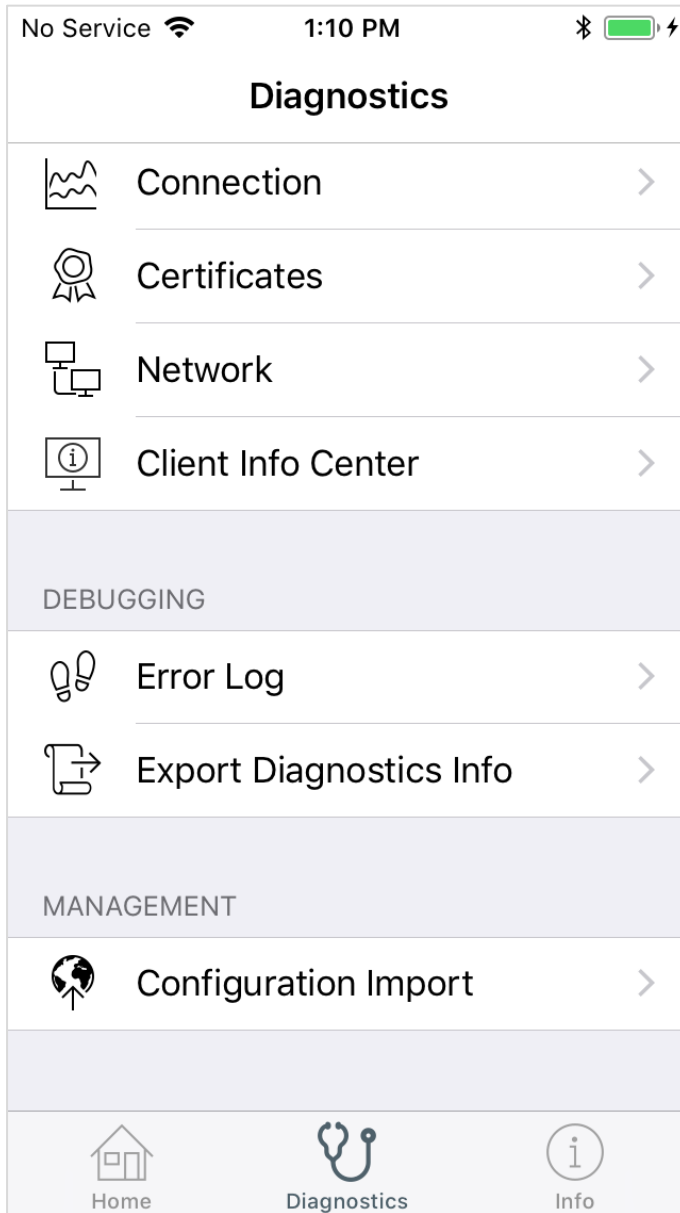 No Service 1:10 PM
Diagnostics
Connection
Certificates
Network
Client Info Center
DEBUGGING
Error Log
Export Diagnostics Info
MANAGEMENT
Configuration Import
Home Diagnostics Info